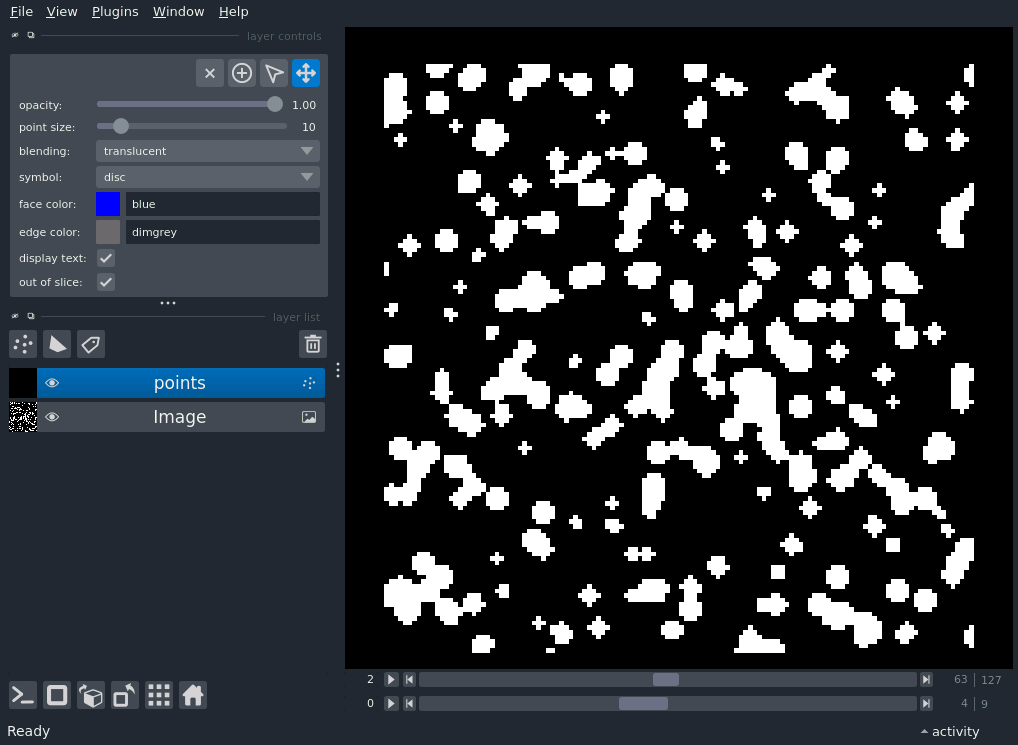 File View Plugins Window Help
layer controls
opacity: 1.00
point size: 10
blending: translucent
symbol: disc
face color: blue
edge color: dimgrey
display text:
out of slice:
layer list
points
Image
2 63 127
0 4 9
Ready activity